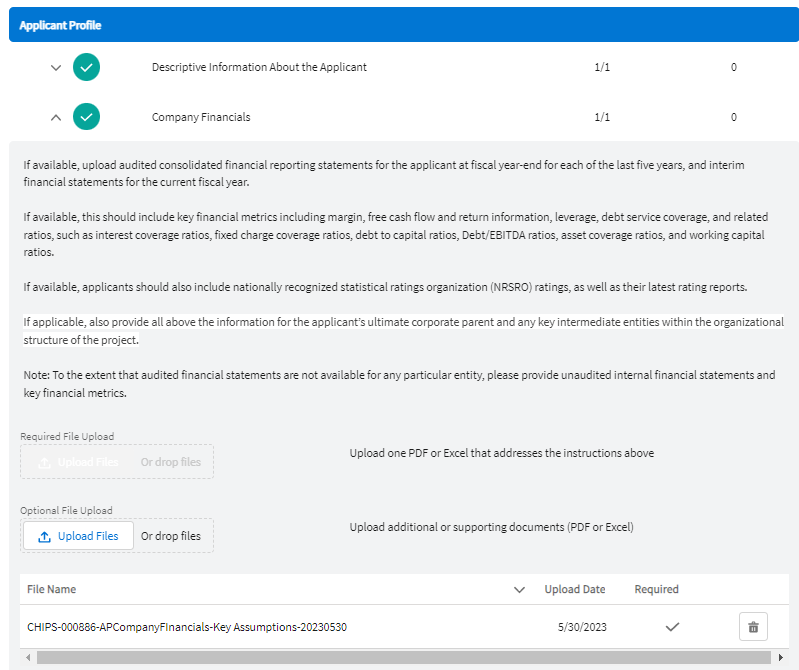 Applicant Profile
Descriptive Information About the Applicant 1/1 0
Company Financials 1/1 0
If available, upload audited consolidated financial reporting statements for the applicant at fiscal year-end for each of the last five years, and interim
financial statements for the current fiscal year.
If available, this should include key financial metrics including margin, free cash flow and return information, leverage, debt service coverage, and related
ratios, such as interest coverage ratios, fixed charge coverage ratios, debt to capital ratios, Debt/EBITDA ratios, asset coverage ratios, and working capital
ratios.
If available, applicants should also include nationally recognized statistical ratings organization (NRSRO) ratings, as well as their latest rating reports.
If applicable, also provide all above the information for the applicant's ultimate corporate parent and any key intermediate entities within the organizational
structure of the project.
Note: To the extent that audited financial statements are not available for any particular entity, please provide unaudited internal financial statements and
key financial metrics.
Required File Upload
Upload Files Or drop files Upload one PDF or Excel that addresses the instructions above
Optional File Upload
Upload Files Or drop files Upload additional or supporting documents (PDF or Excel)
File Name Upload Date Required
CHIPS-000886-APCompanyFInancials-Key Assumptions-20230530 5/30/2023